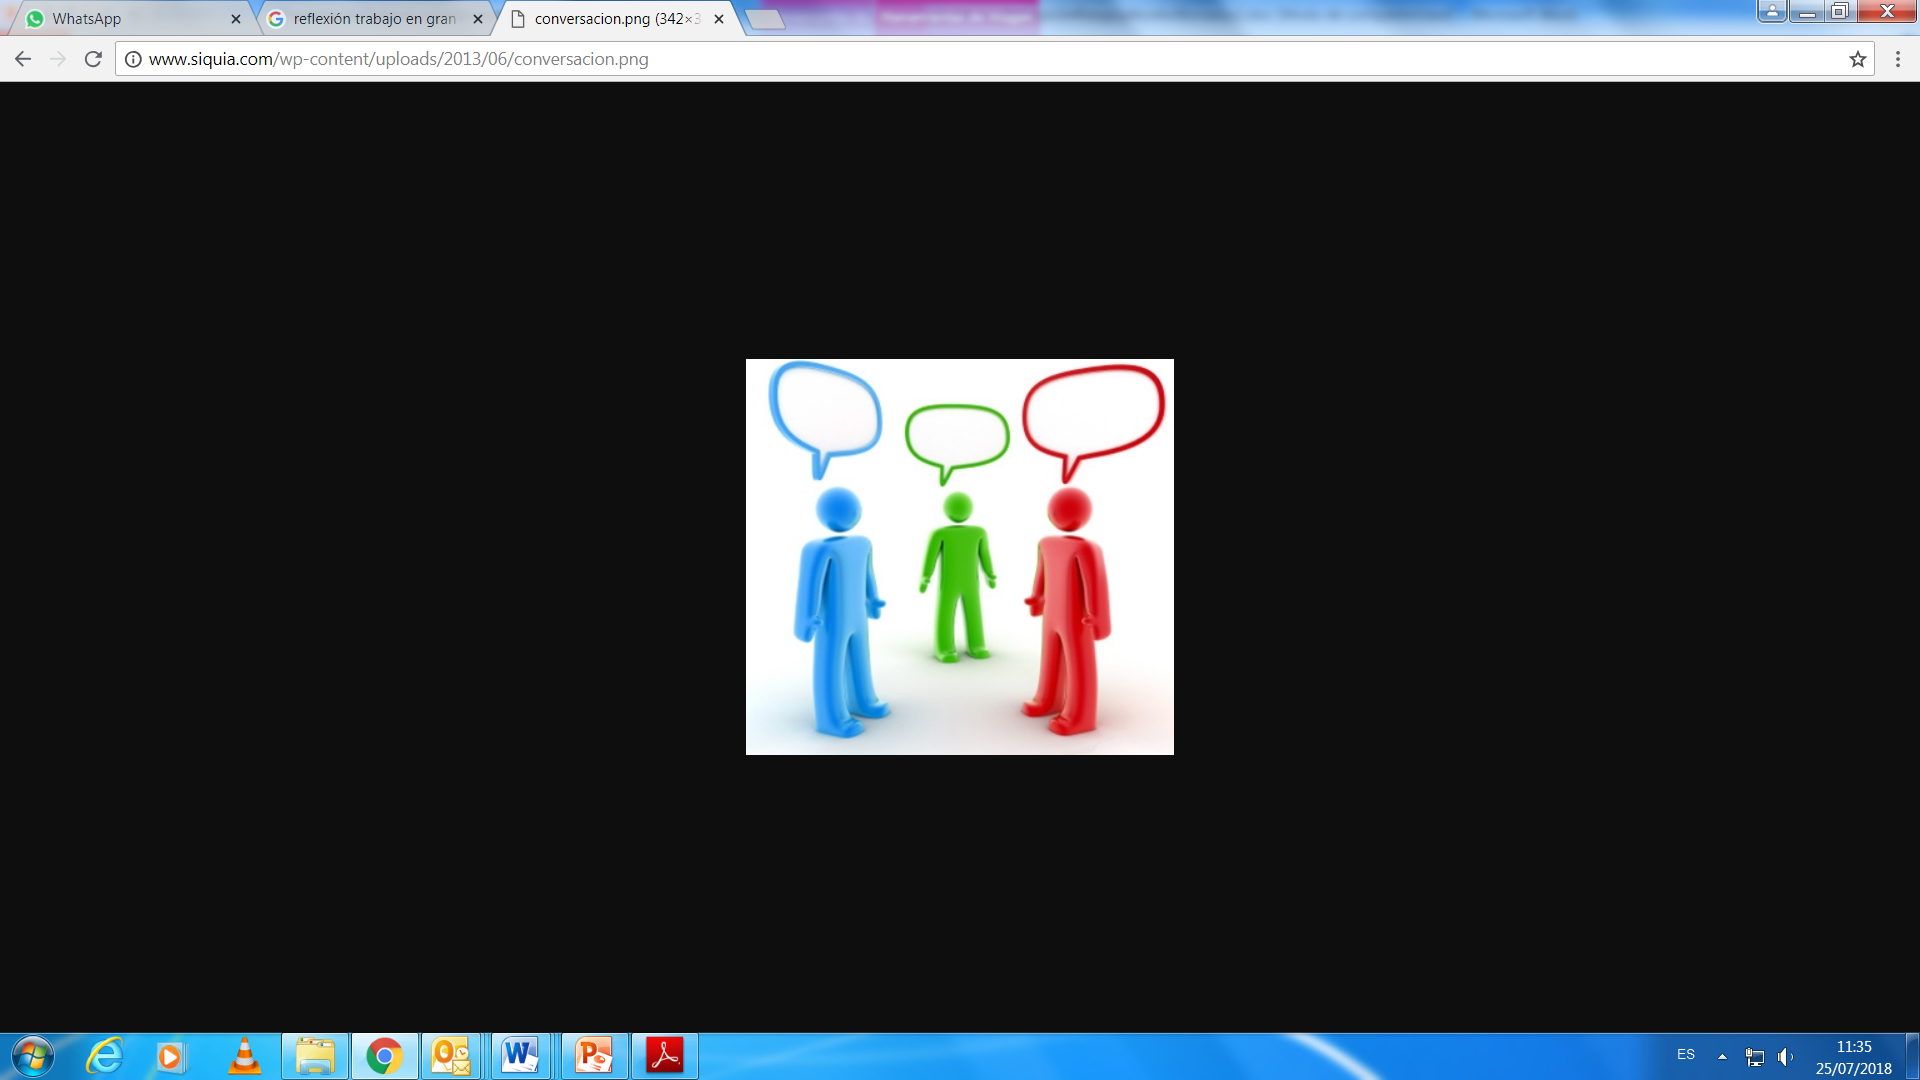 WhatsApp
reflexión trabajo en gran
conversacion.png (342×3
www.siquia.com/wp-content/uploads/2013/06/conversacion.png
ES
11:35
25/07/2018